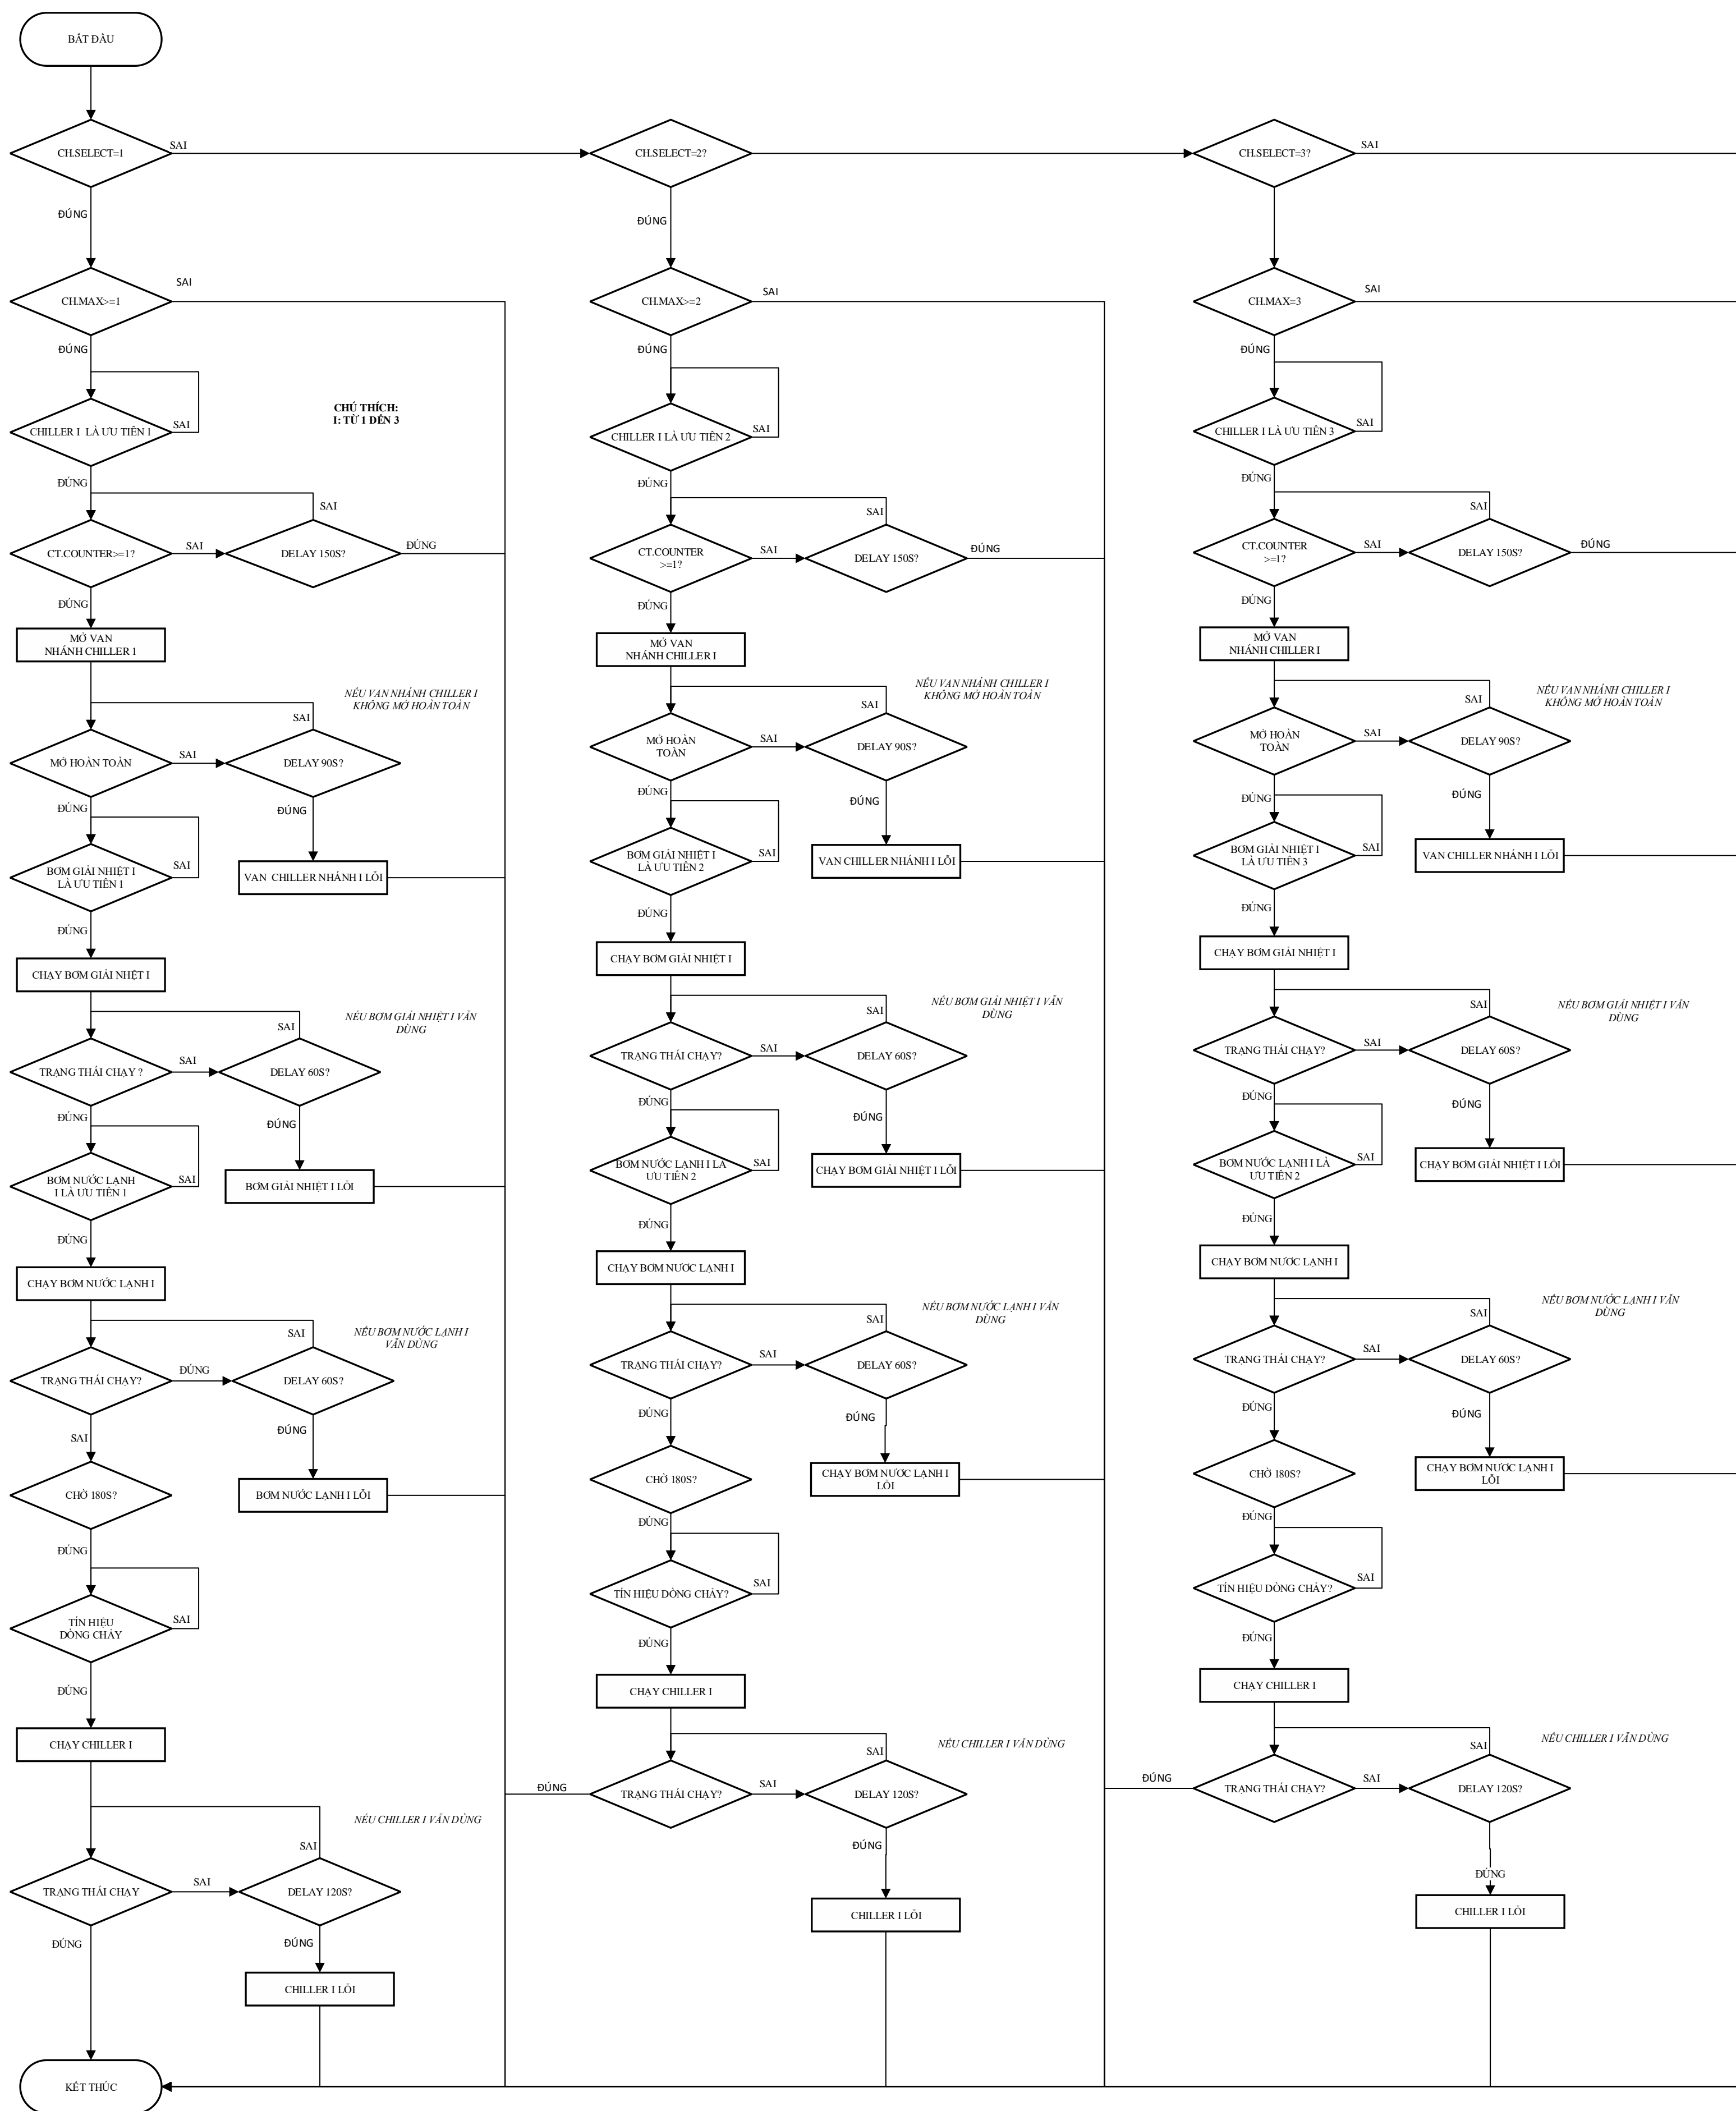 BẮT ĐẦU
CH.SELECT=1
SAI
CH.SELECT=2?
CH.SELECT=3?
SAI
ĐÚNG
ĐÚNG
CH.MAX>=1
SAI
CH.MAX>=2
SAI
CH.MAX=3
SAI
ĐÚNG
ĐÚNG
ĐÚNG
CHÚ THÍCH:
I: TỪ 1 ĐẾN 3
CHILLER I LÀ ƯU TIÊN 1
SAI
CHILLER I LÀ ƯU TIÊN 2
SAI
CHILLER I LÀ ƯU TIÊN 3
SAI
ĐÚNG
ĐÚNG
ĐÚNG
SAI
SAI
SAI
CT.COUNTER>=1?
SAI
DELAY 150S?
ĐÚNG
CT.COUNTER
>=1?
SAI
DELAY 150S?
ĐÚNG
CT.COUNTER
>=1?
SAI
DELAY 150S?
ĐÚNG
ĐÚNG
ĐÚNG
ĐÚNG
MỞ VAN
NHÁNH CHILLER 1
MỞ VAN
NHÁNH CHILLER I
MỞ VAN
NHÁNH CHILLER I
NẾU VAN NHÁNH CHILLER I
KHÔNG MỞ HOÀN TOÀN
NẾU VAN NHÁNH CHILLER I
KHÔNG MỞ HOÀN TOÀN
NẾU VAN NHÁNH CHILLER I
KHÔNG MỞ HOÀN TOÀN
SAI
SAI
SAI
MỞ HOÀN TOÀN
SAI
DELAY 90S?
MỞ HOÀN
TOÀN
SAI
DELAY 90S?
MỞ HOÀN
TOÀN
SAI
DELAY 90S?
ĐÚNG
ĐÚNG
ĐÚNG
ĐÚNG
ĐÚNG
ĐÚNG
BƠM GIẢI NHIỆT I
LÀ ƯU TIÊN 1
SAI
VAN CHILLER NHÁNH I LỖI
BƠM GIẢI NHIỆT I
LÀ ƯU TIÊN 2
SAI
VAN CHILLER NHÁNH I LỖI
BƠM GIẢI NHIỆT I
LÀ ƯU TIÊN 3
SAI
VAN CHILLER NHÁNH I LỖI
ĐÚNG
ĐÚNG
ĐÚNG
CHẠY BƠM GIẢI NHIỆT I
CHẠY BƠM GIẢI NHIỆT I
CHẠY BƠM GIẢI NHIỆT I
NẾU BƠM GIẢI NHIỆT I VẪN
DỪNG
NẾU BƠM GIẢI NHIỆT I VẪN
DỪNG
NẾU BƠM GIẢI NHIỆT I VẪN
DỪNG
SAI
SAI
SAI
TRẠNG THÁI CHẠY ?
SAI
DELAY 60S?
TRẠNG THÁI CHẠY?
SAI
DELAY 60S?
TRẠNG THÁI CHẠY?
SAI
DELAY 60S?
ĐÚNG
ĐÚNG
ĐÚNG
ĐÚNG
ĐÚNG
ĐÚNG
BƠM NƯỚC LẠNH
I LÀ ƯU TIÊN 1
SAI
BƠM GIẢI NHIỆT I LỖI
BƠM NƯỚC LẠNH I LÀ
ƯU TIÊN 2
SAI
CHẠY BƠM GIẢI NHIỆT I LỖI
BƠM NƯỚC LẠNH I LÀ
ƯU TIÊN 2
SAI
CHẠY BƠM GIẢI NHIỆT I LỖI
ĐÚNG
ĐÚNG
ĐÚNG
CHẠY BƠM NƯỚC LẠNH I
CHẠY BƠM NƯƠC LẠNH I
CHẠY BƠM NƯỚC LẠNH I
NẾU BƠM NƯỚC LẠNH I
VẪN DỪNG
NẾU BƠM NƯỚC LẠNH I VẪN
DỪNG
NẾU BƠM NƯỚC LẠNH I VẪN
DỪNG
SAI
SAI
SAI
TRẠNG THÁI CHẠY?
ĐÚNG
DELAY 60S?
TRẠNG THÁI CHẠY?
SAI
DELAY 60S?
TRẠNG THÁI CHẠY?
SAI
DELAY 60S?
SAI
ĐÚNG
ĐÚNG
ĐÚNG
ĐÚNG
ĐÚNG
CHỜ 180S?
BƠM NƯỚC LẠNH I LỖI
CHỜ 180S?
CHẠY BƠM NƯƠC LẠNH I
LỖI
CHỜ 180S?
CHẠY BƠM NƯƠC LẠNH I
LỖI
ĐÚNG
ĐÚNG
ĐÚNG
TÍN HIỆU
DÒNG CHẢY
SAI
TÍN HIỆU DÒNG CHẢY?
SAI
TÍN HIỆU DÒNG CHẢY?
SAI
ĐÚNG
ĐÚNG
ĐÚNG
CHẠY CHILLER I
CHẠY CHILLER I
CHẠY CHILLER I
NẾU CHILLER I VẪN DỪNG
NẾU CHILLER I VẪN DỪNG
NẾU CHILLER I VẪN DỪNG
SAI
SAI
SAI
ĐÚNG
TRẠNG THÁI CHẠY?
SAI
DELAY 120S?
ĐÚNG
TRẠNG THÁI CHẠY?
SAI
DELAY 120S?
TRẠNG THÁI CHẠY
SAI
DELAY 120S?
ĐÚNG
ĐÚNG
CHILLER I LỖI
CHILLER I LỖI
ĐÚNG
ĐÚNG
CHILLER I LỖI
KẾT THÚC